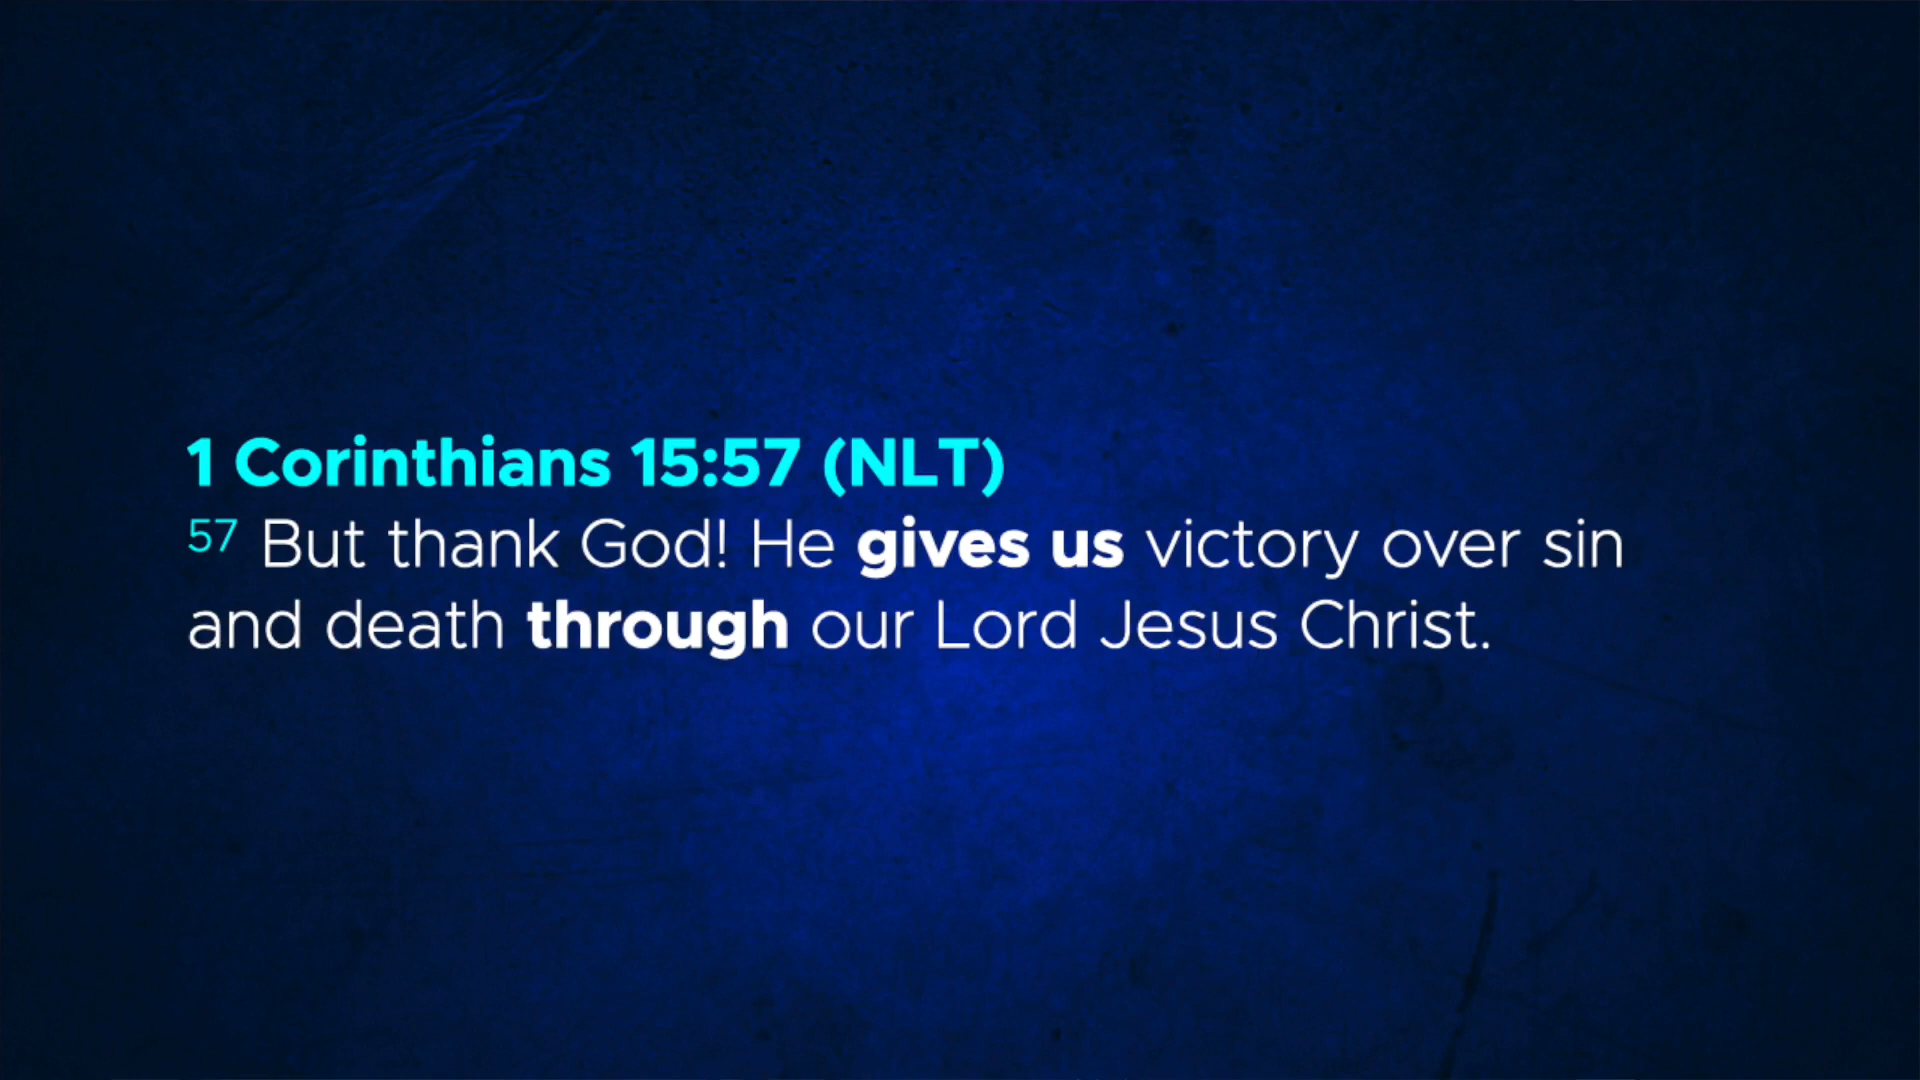 1 Corinthians 15:57 (NLT)
57 But thank God! He gives us victory over sin
and death through our Lord Jesus Christ.